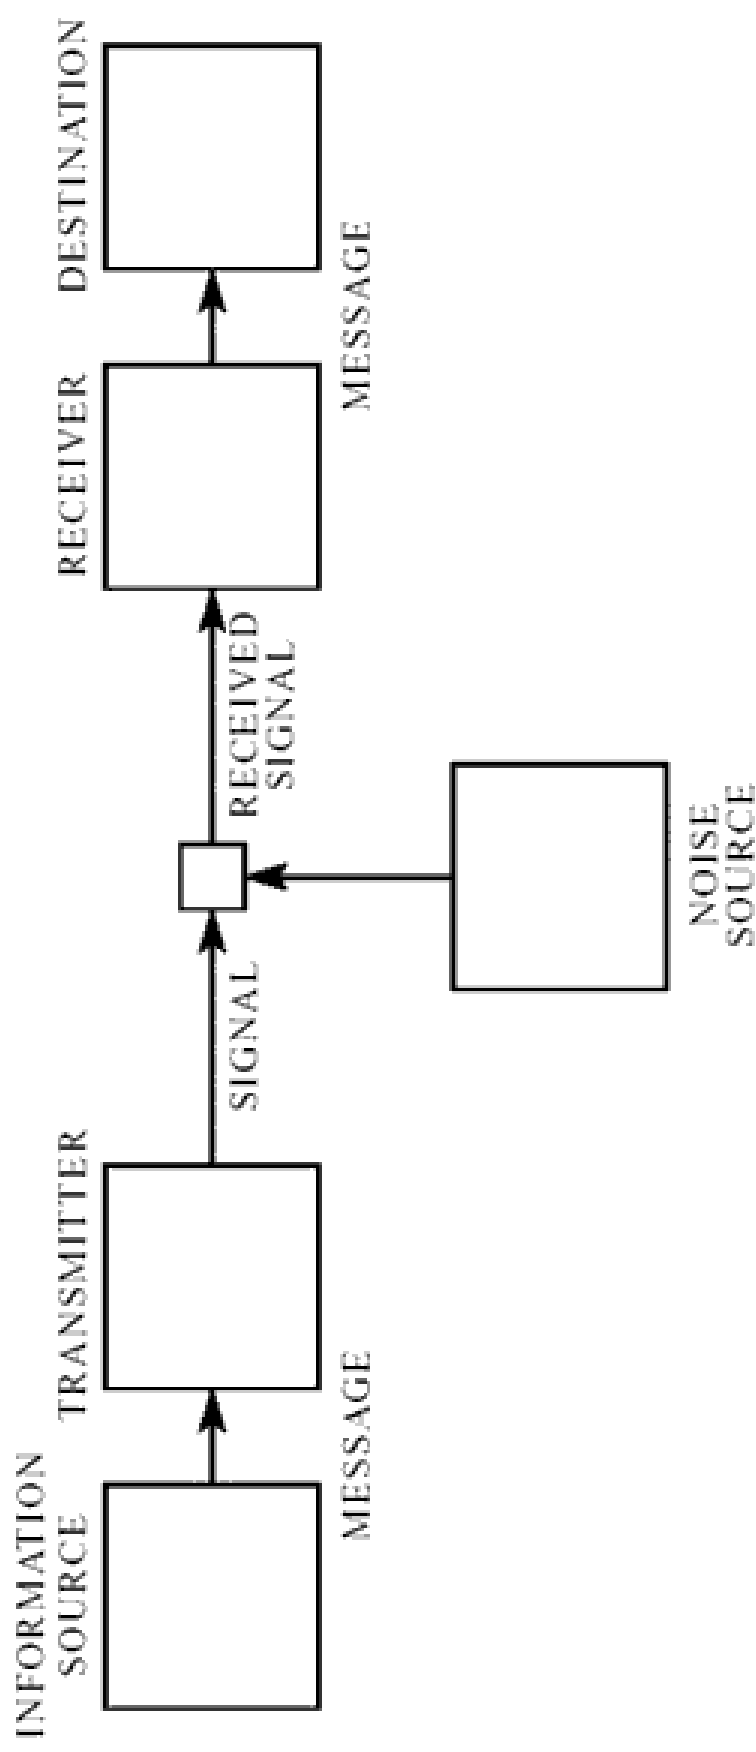 INFORMATION
SOURCE
TRANSMITTER
RECEIVER
DESTINATION
SIGNAL
RECEIVED
SIGNAL
MESSAGE
MESSAGE
NOISE
SOURCE